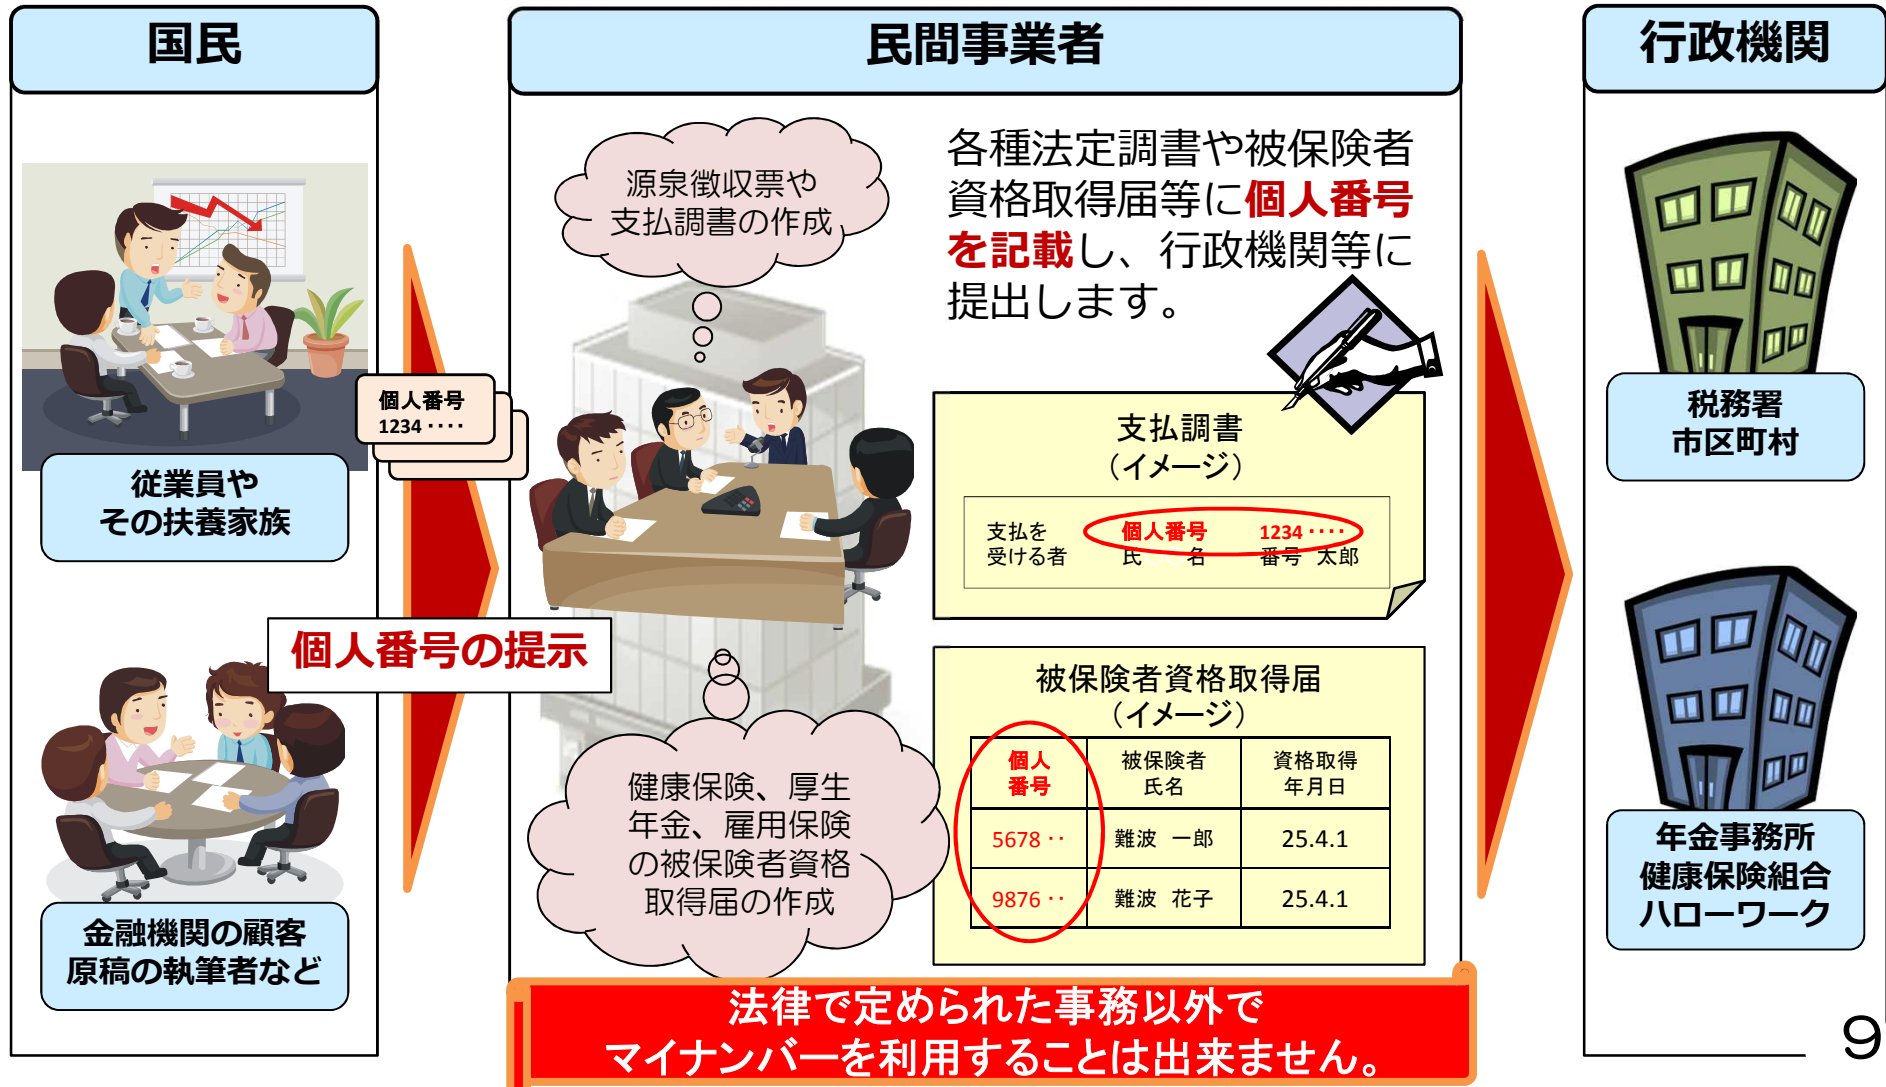 国民
従業員や
その扶養家族
金融機関の顧客
原稿の執筆者など
個人番号
1234 ‥‥
個人番号の提示
民間事業者
源泉徴収票や
支払調書の作成
各種法定調書や被保険者
資格取得届等に個人番号
を記載し、行政機関等に
提出します。
支払調書
（イメージ）
支払を 個人番号 1234 ‥‥
受ける者 氏 名 番号 太郎
健康保険、厚生
年金、雇用保険
の被保険者資格
取得届の作成
被保険者資格取得届
（イメージ）
個人 被保険者 資格取得
番号 氏名 年月日
5678 ‥ 難波 一郎 25.4.1
9876 ‥ 難波 花子 25.4.1
法律で定められた事務以外で
マイナンバーを利用することは出来ません。
行政機関
税務署
市区町村
年金事務所
健康保険組合
ハローワーク
9